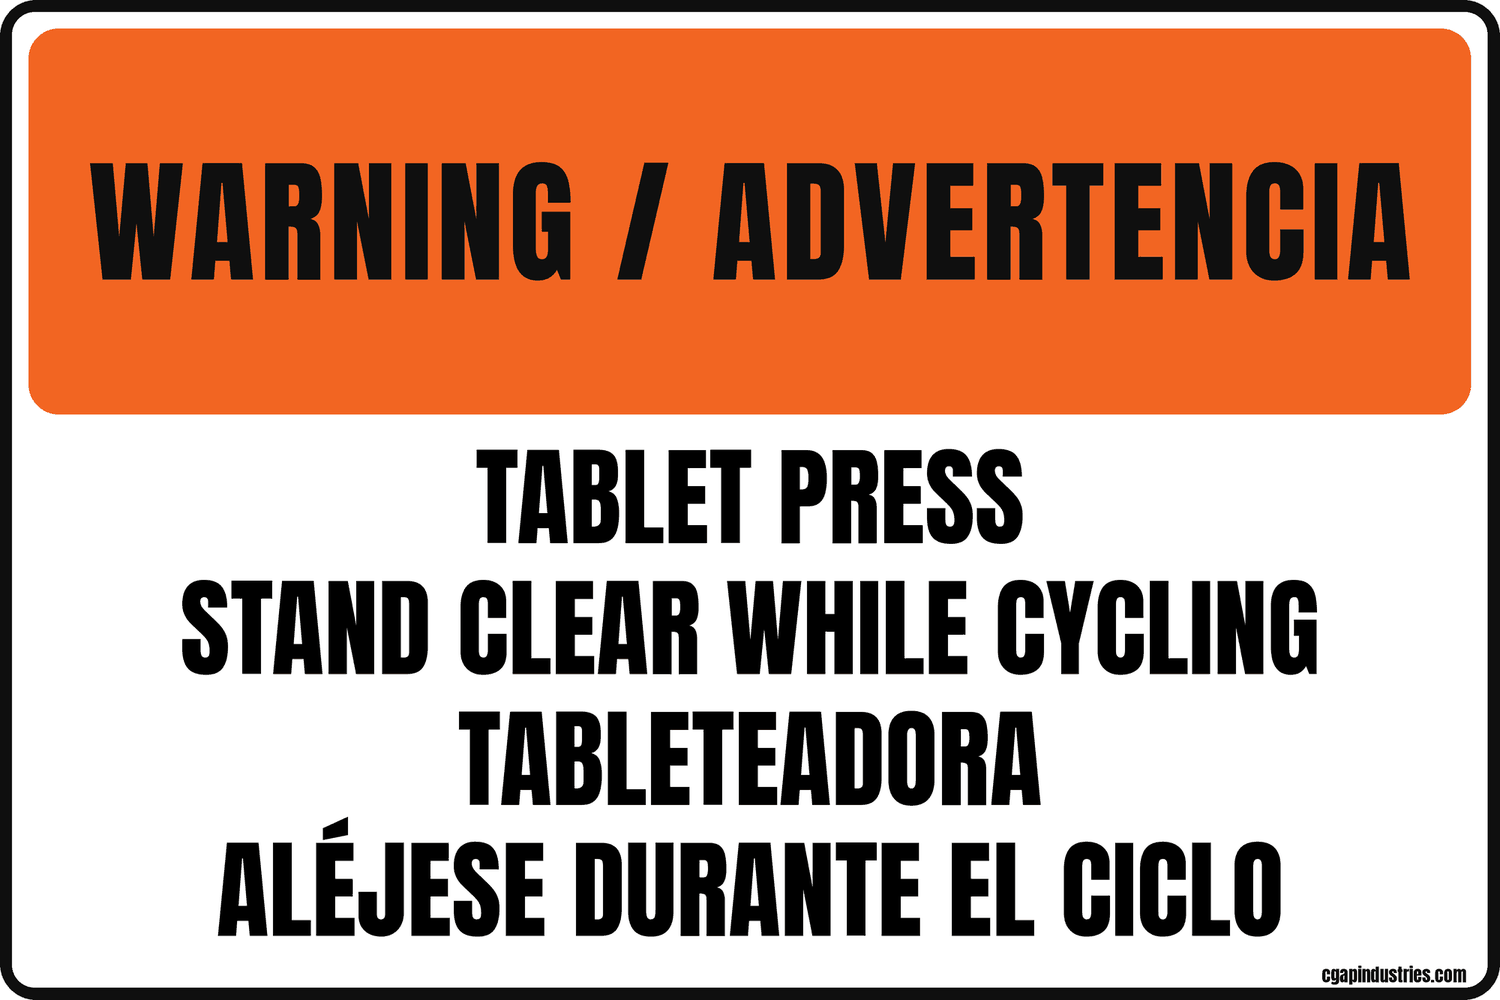 WARNING / ADVERTENCIA
TABLET PRESS
STAND CLEAR WHILE CYCLING
TABLETEADORA
ALÉJESE DURANTE EL CICLO
cgapindustries.com